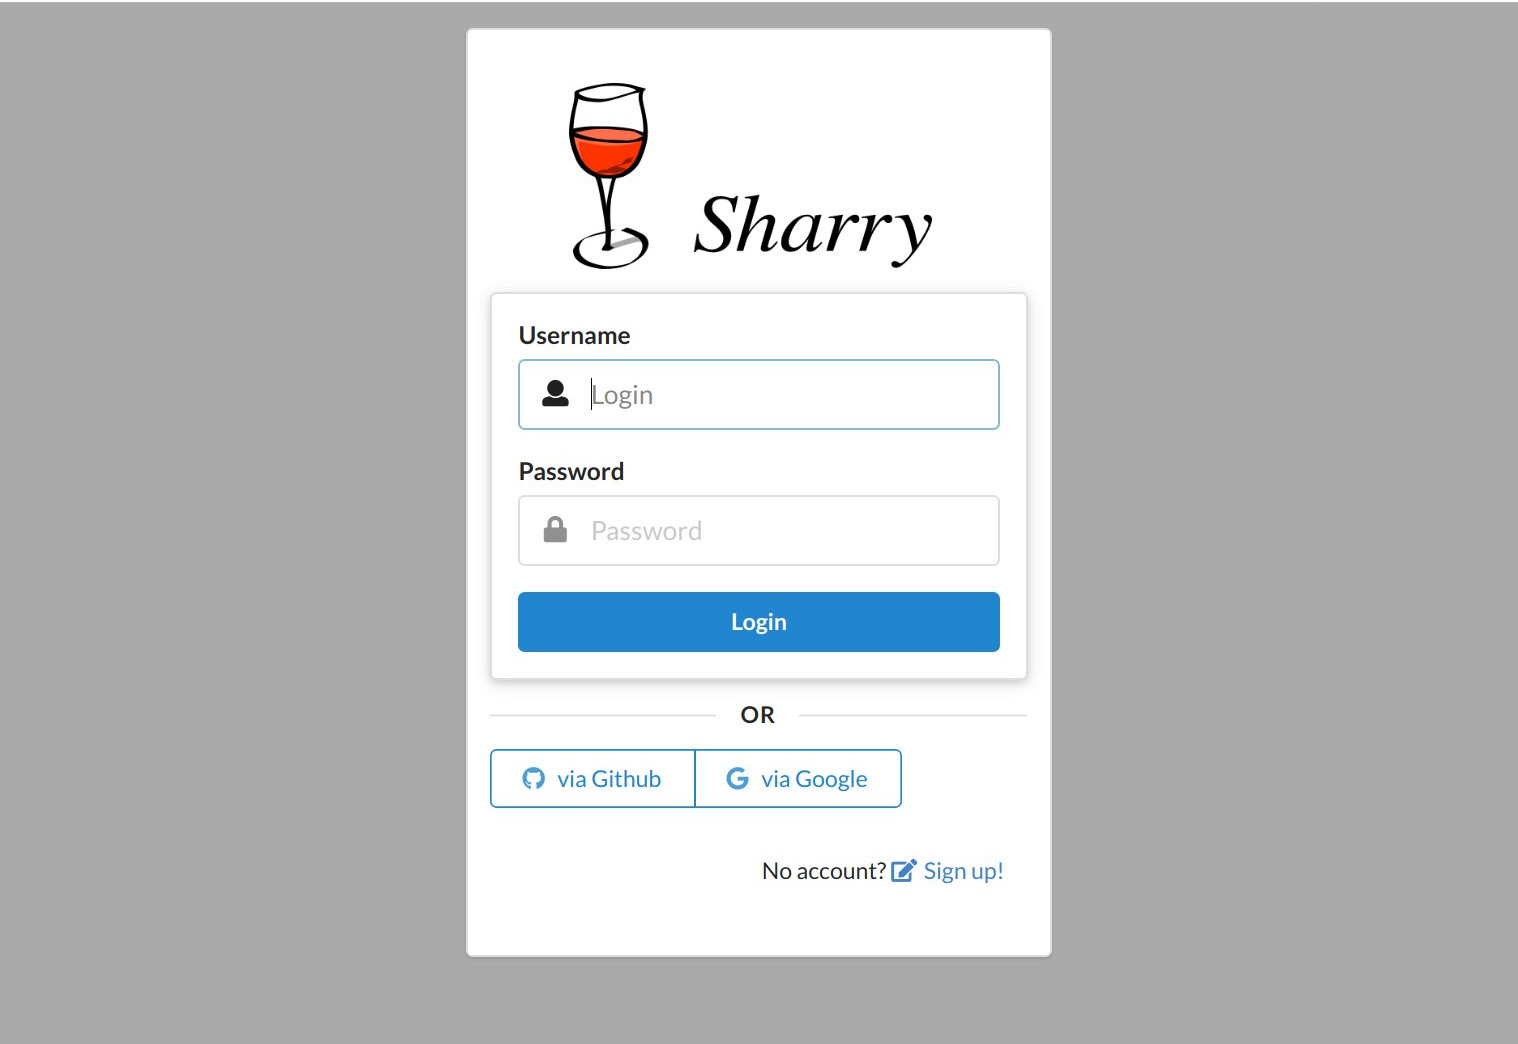 Sharry
Username
Login
Password
Password
Login
OR
via Github via Google
No account? Sign up!